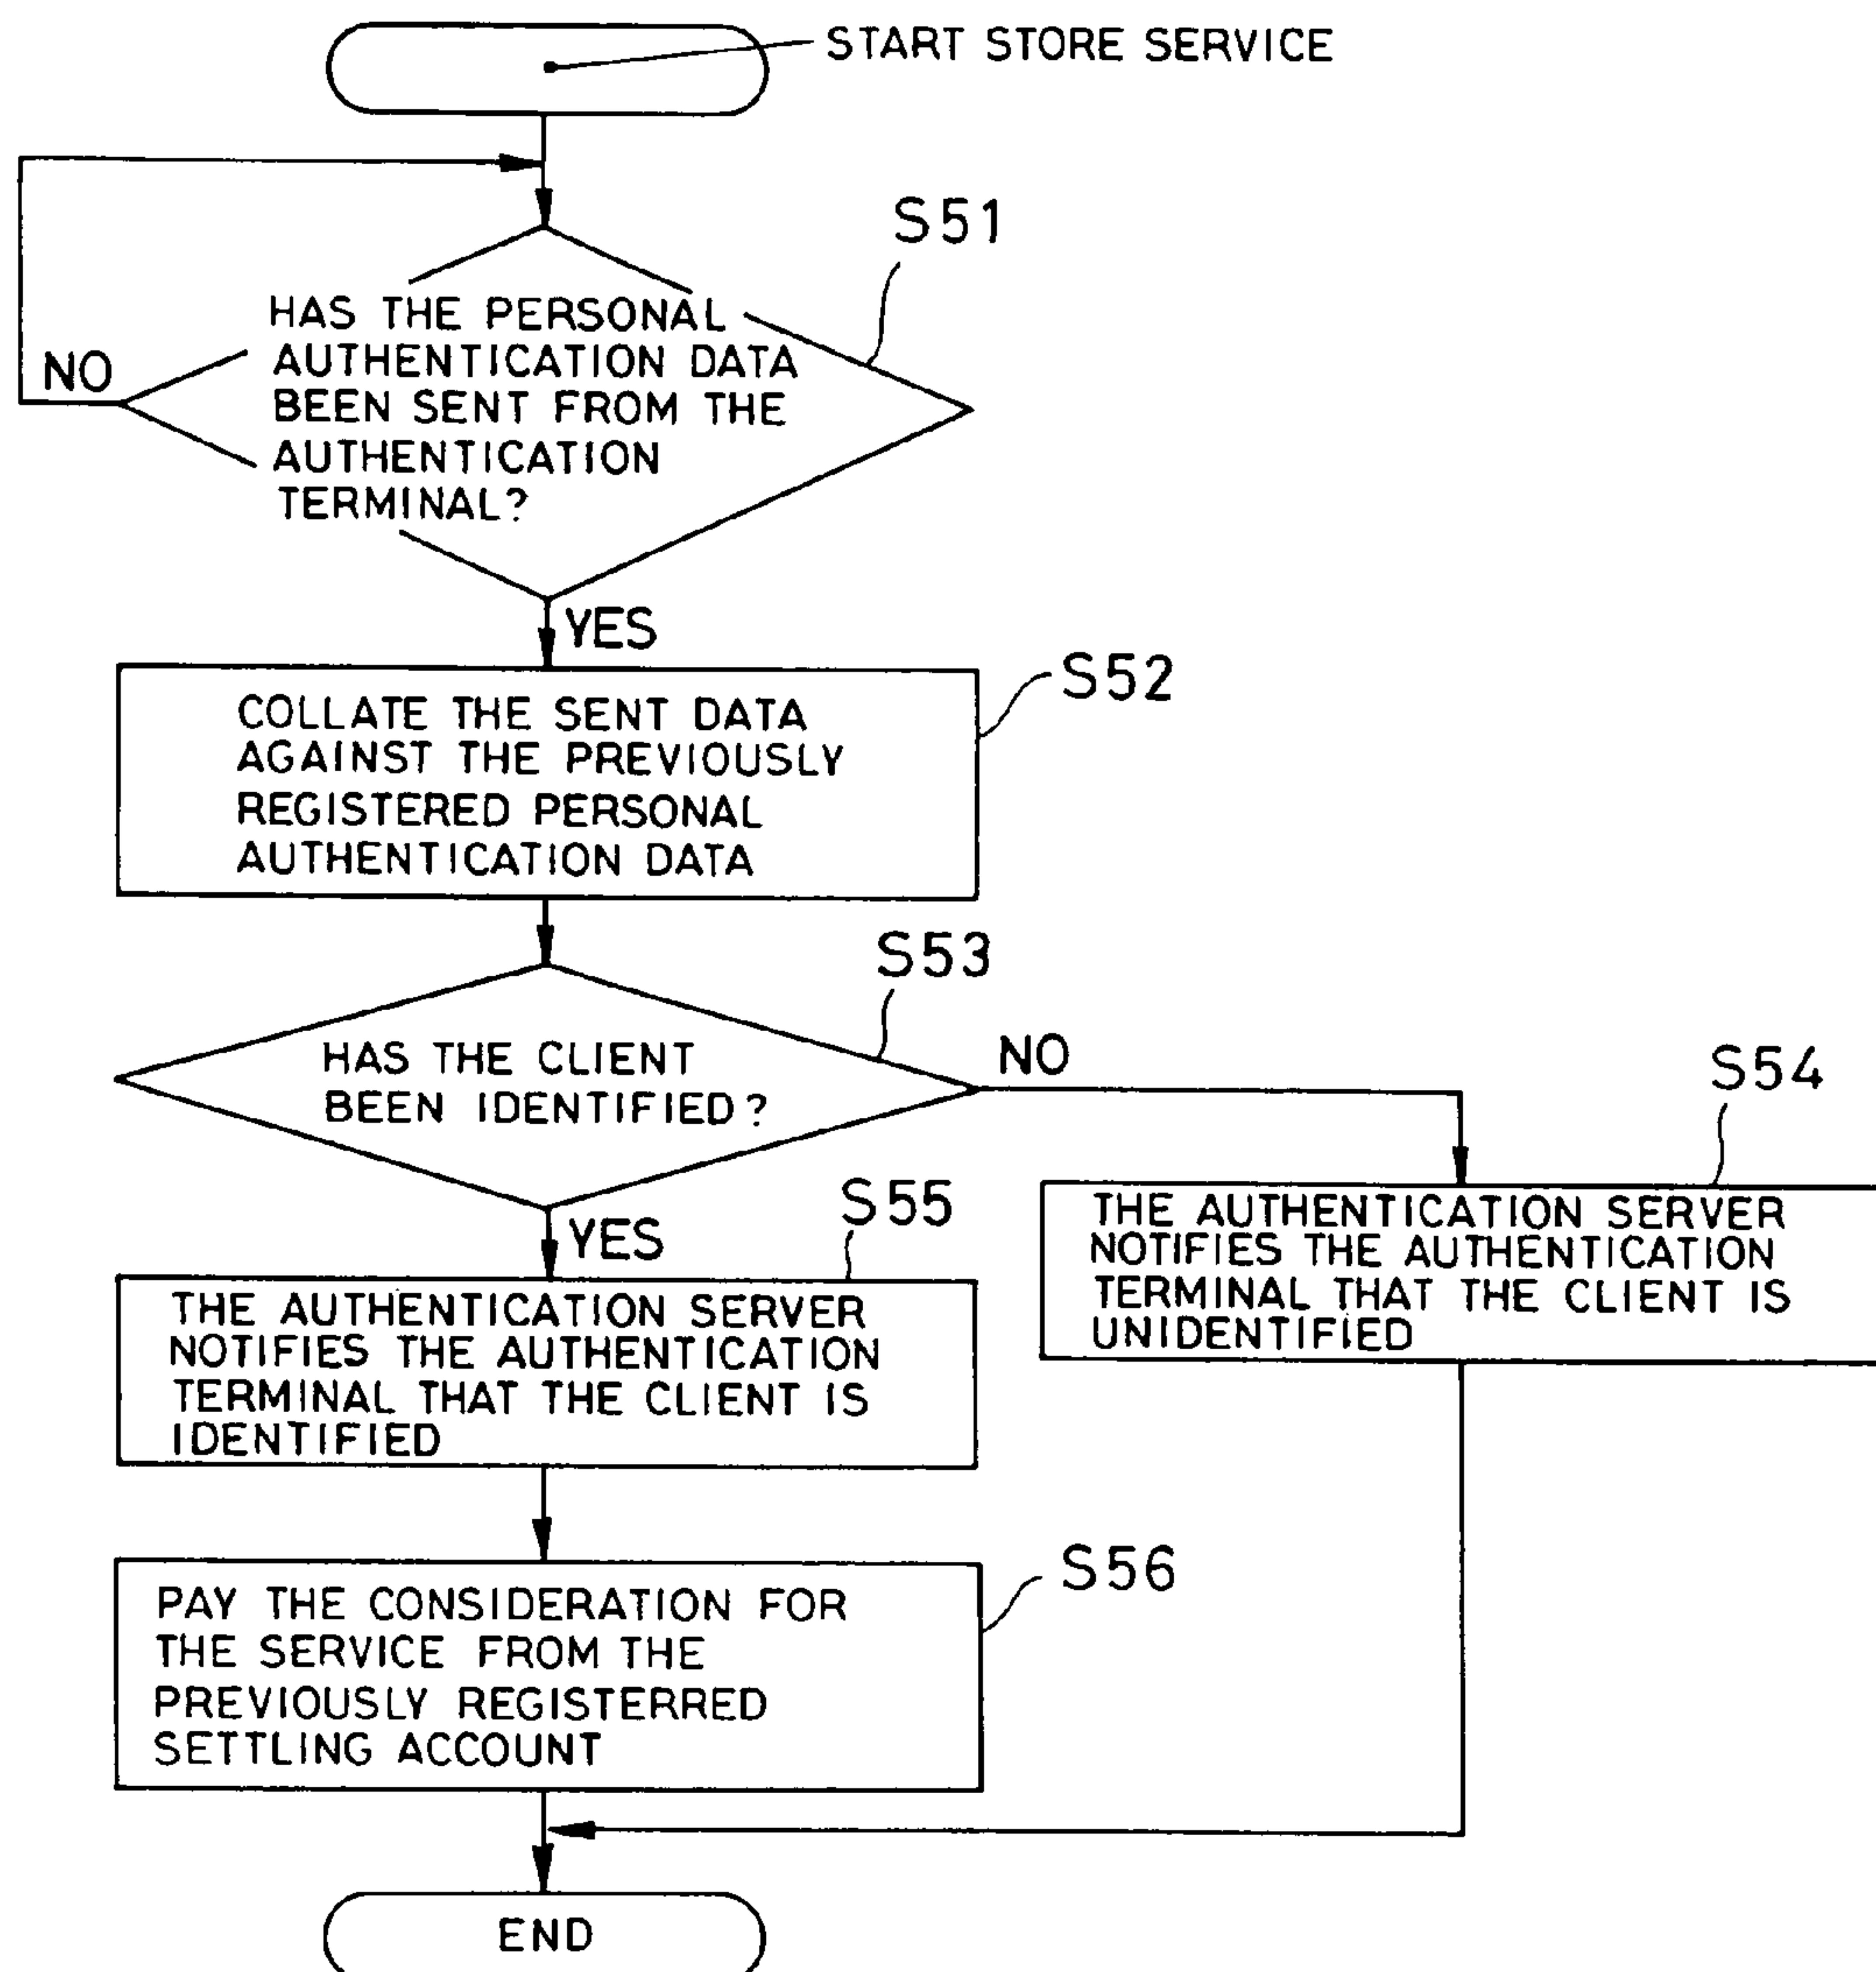 START STORE SERVICE
S51
HAS THE PERSONAL
AUTHENTICATION DATA
BEEN SENT FROM THE
AUTHENTICATION
TERMINAL?
NO
YES
S52
COLLATE THE SENT DATA
AGAINST THE PREVIOUSLY
REGISTERED PERSONAL
AUTHENTICATION DATA
S53
HAS THE CLIENT
BEEN IDENTIFIED?
NO
S54
THE AUTHENTICATION SERVER
NOTIFIES THE AUTHENTICATION
TERMINAL THAT THE CLIENT IS
UNIDENTIFIED
YES
S55
THE AUTHENTICATION SERVER
NOTIFIES THE AUTHENTICATION
TERMINAL THAT THE CLIENT IS
IDENTIFIED
S56
PAY THE CONSIDERATION FOR
THE SERVICE FROM THE
PREVIOUSLY REGISTERRED
SETTLING ACCOUNT
END